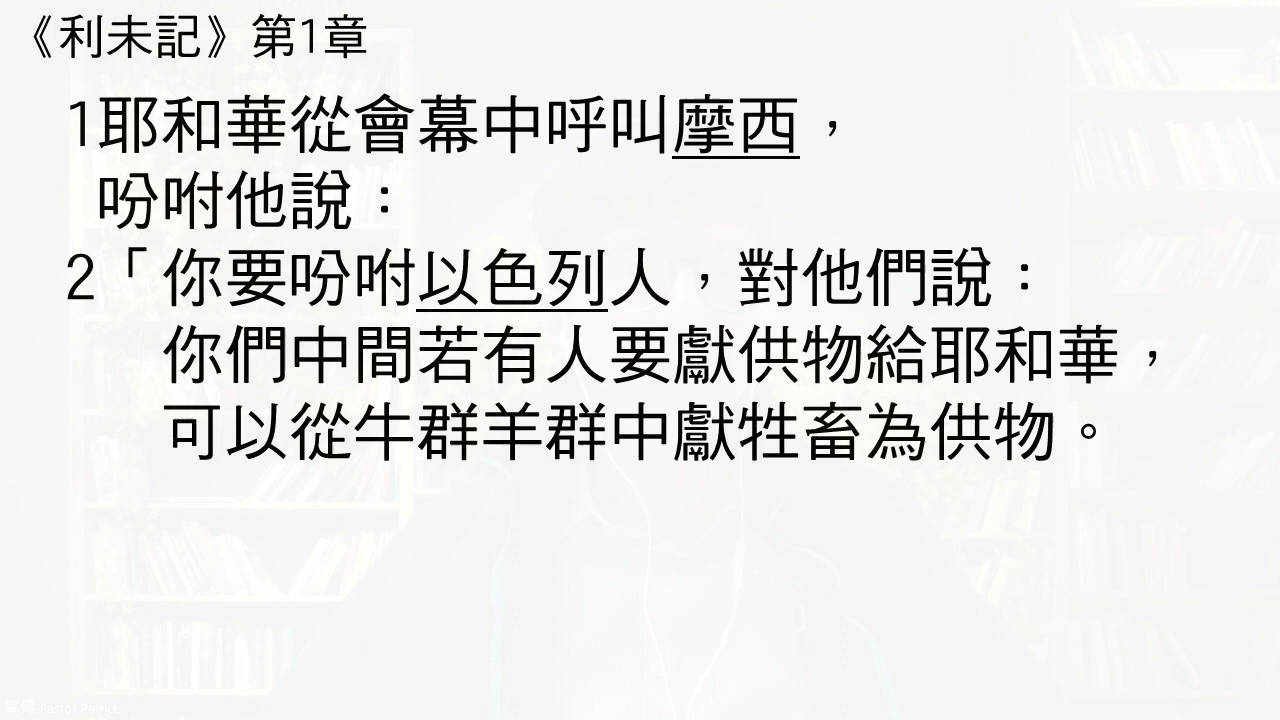 《利未記》第1章
1耶和華從會幕中呼叫摩西，
吩咐他說：
2「你要吩咐以色列人，對他們說：
你們中間若有人要獻供物給耶和華，
可以從牛群羊群中獻牲畜為供物。
Pastor Patrick